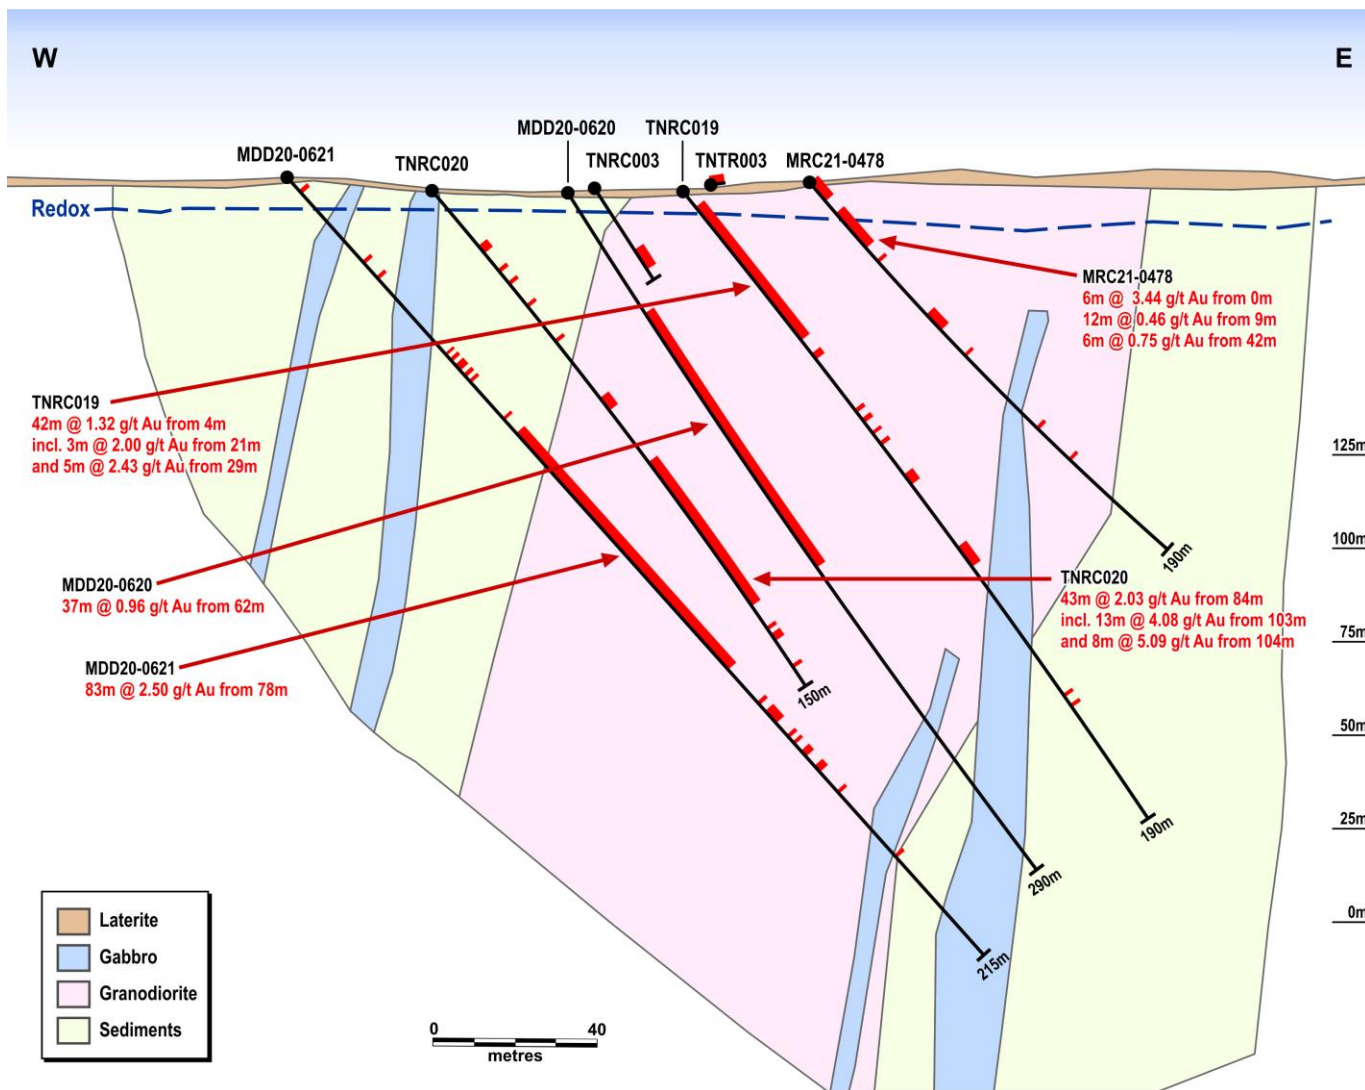 W
E
MDD20-0620
TNRC019
MDD20-0621
TNRC020
TNRC003
TNTR003
MRC21-0478
Redox
MRC21-0478
6m @ 3.44 g/t Au from 0m
12m @ 0.46 g/t Au from 9m
6m @ 0.75 g/t Au from 42m
TNRC019
42m @ 1.32 g/t Au from 4m
incl. 3m @ 2.00 g/t Au from 21m
and 5m @ 2.43 g/t Au from 29m
125m
100m
190m
MDD20-0620
37m @ 0.96 g/t Au from 62m
TNRC020
43m @ 2.03 g/t Au from 84m
incl. 13m @ 4.08 g/t Au from 103m
and 8m @ 5.09 g/t Au from 104m
75m
MDD20-0621
83m @ 2.50 g/t Au from 78m
150m
50m
25m
190m
290m
0m
215m
Laterite
Gabbro
Granodiorite
Sediments
0 40
metres